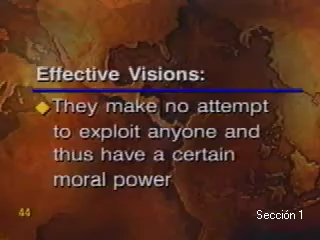 Effective Visions:
They make no attempt
to exploit anyone and
thus have a certain
moral power
44
Sección 1